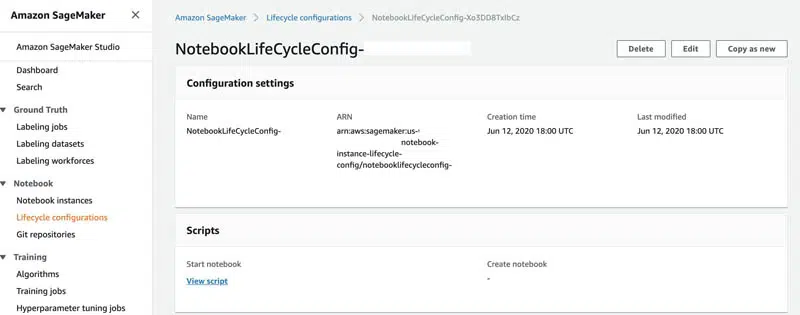 Amazon SageMaker ×
Amazon SageMaker Studio
Dashboard
Search
Ground Truth
Labeling jobs
Labeling datasets
Labeling workforces
Notebook
Notebook instances
Lifecycle configurations
Git repositories
Training
Algorithms
Training jobs
Hyperparameter tuning jobs
Amazon SageMaker > Lifecycle configurations > NotebookLifeCycleConfig-Xo3DD8TxlbCz
NotebookLifeCycleConfig-
Delete Edit Copy as new
Configuration settings
Name
NotebookLifeCycleConfig-
ARN
arn:aws:sagemaker:us-
notebook-
instance-lifecycle-
config/notebooklifecycleconfig-
Creation time
Jun 12, 2020 18:00 UTC
Last modified
Jun 12, 2020 18:00 UTC
Scripts
Start notebook
View script
Create notebook
-